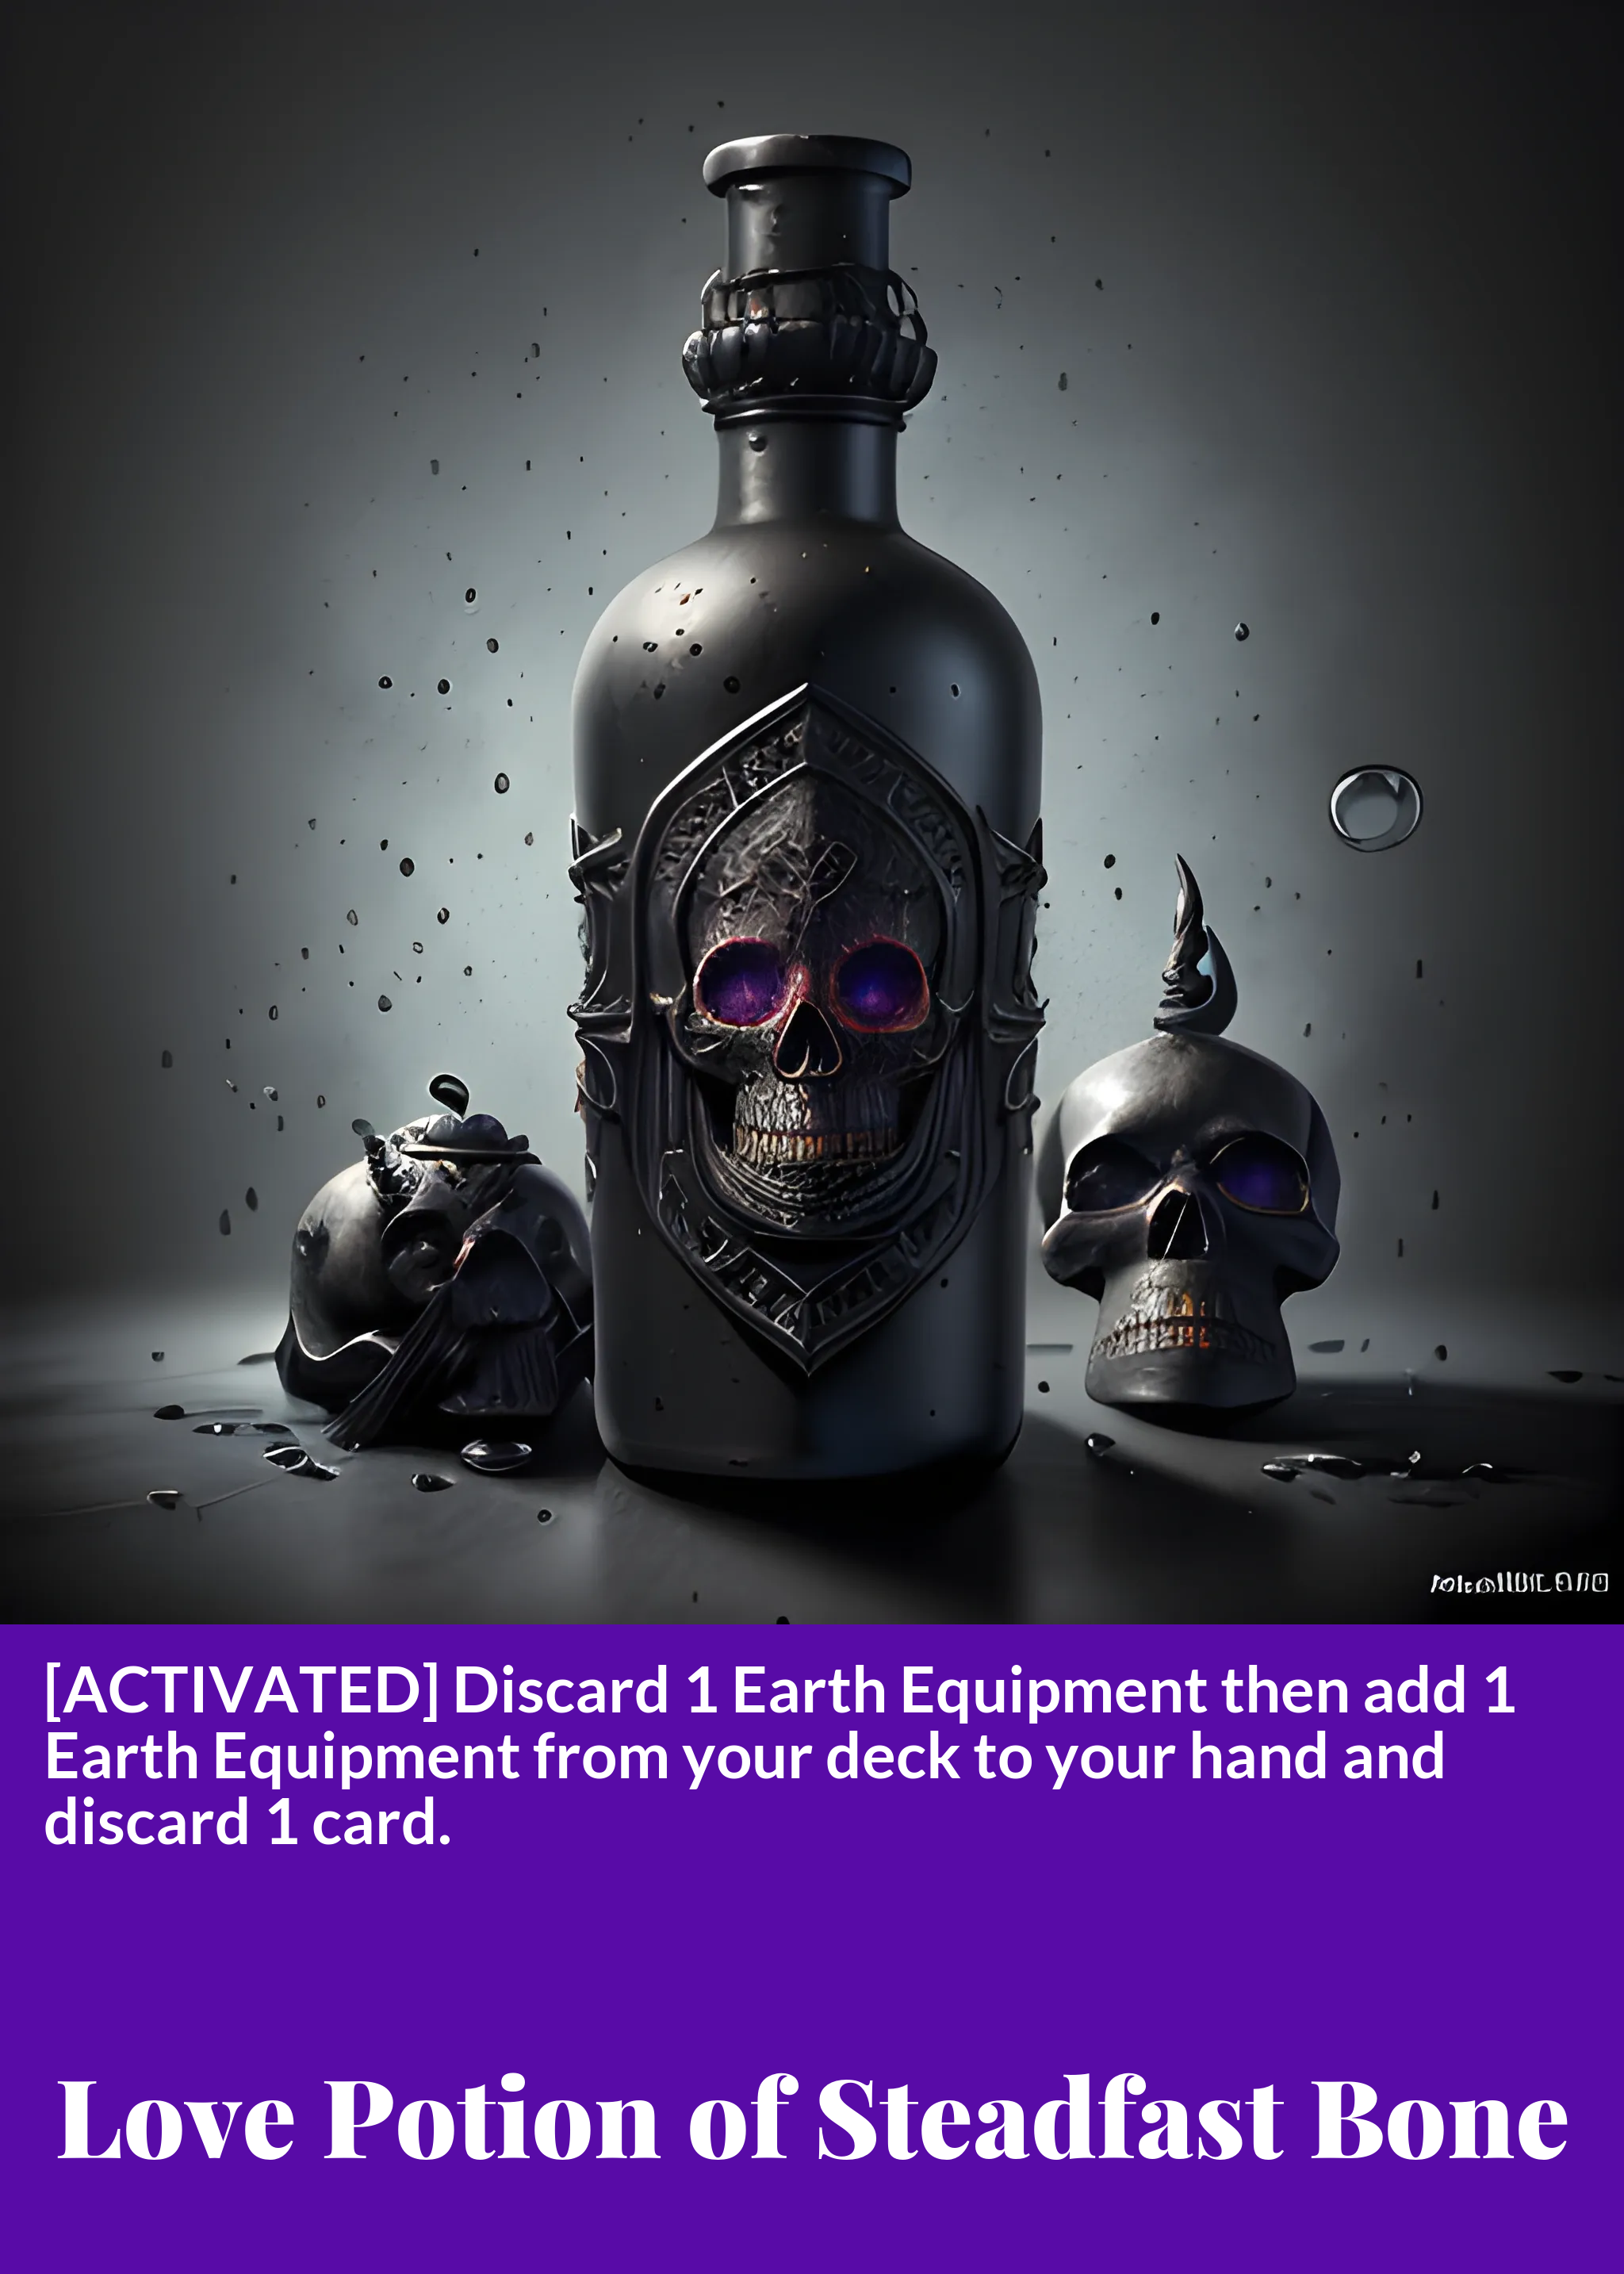 [ACTIVATED] Discard 1 Earth Equipment then add 1
Earth Equipment from your deck to your hand and
discard 1 card.
Love Potion of Steadfast Bone